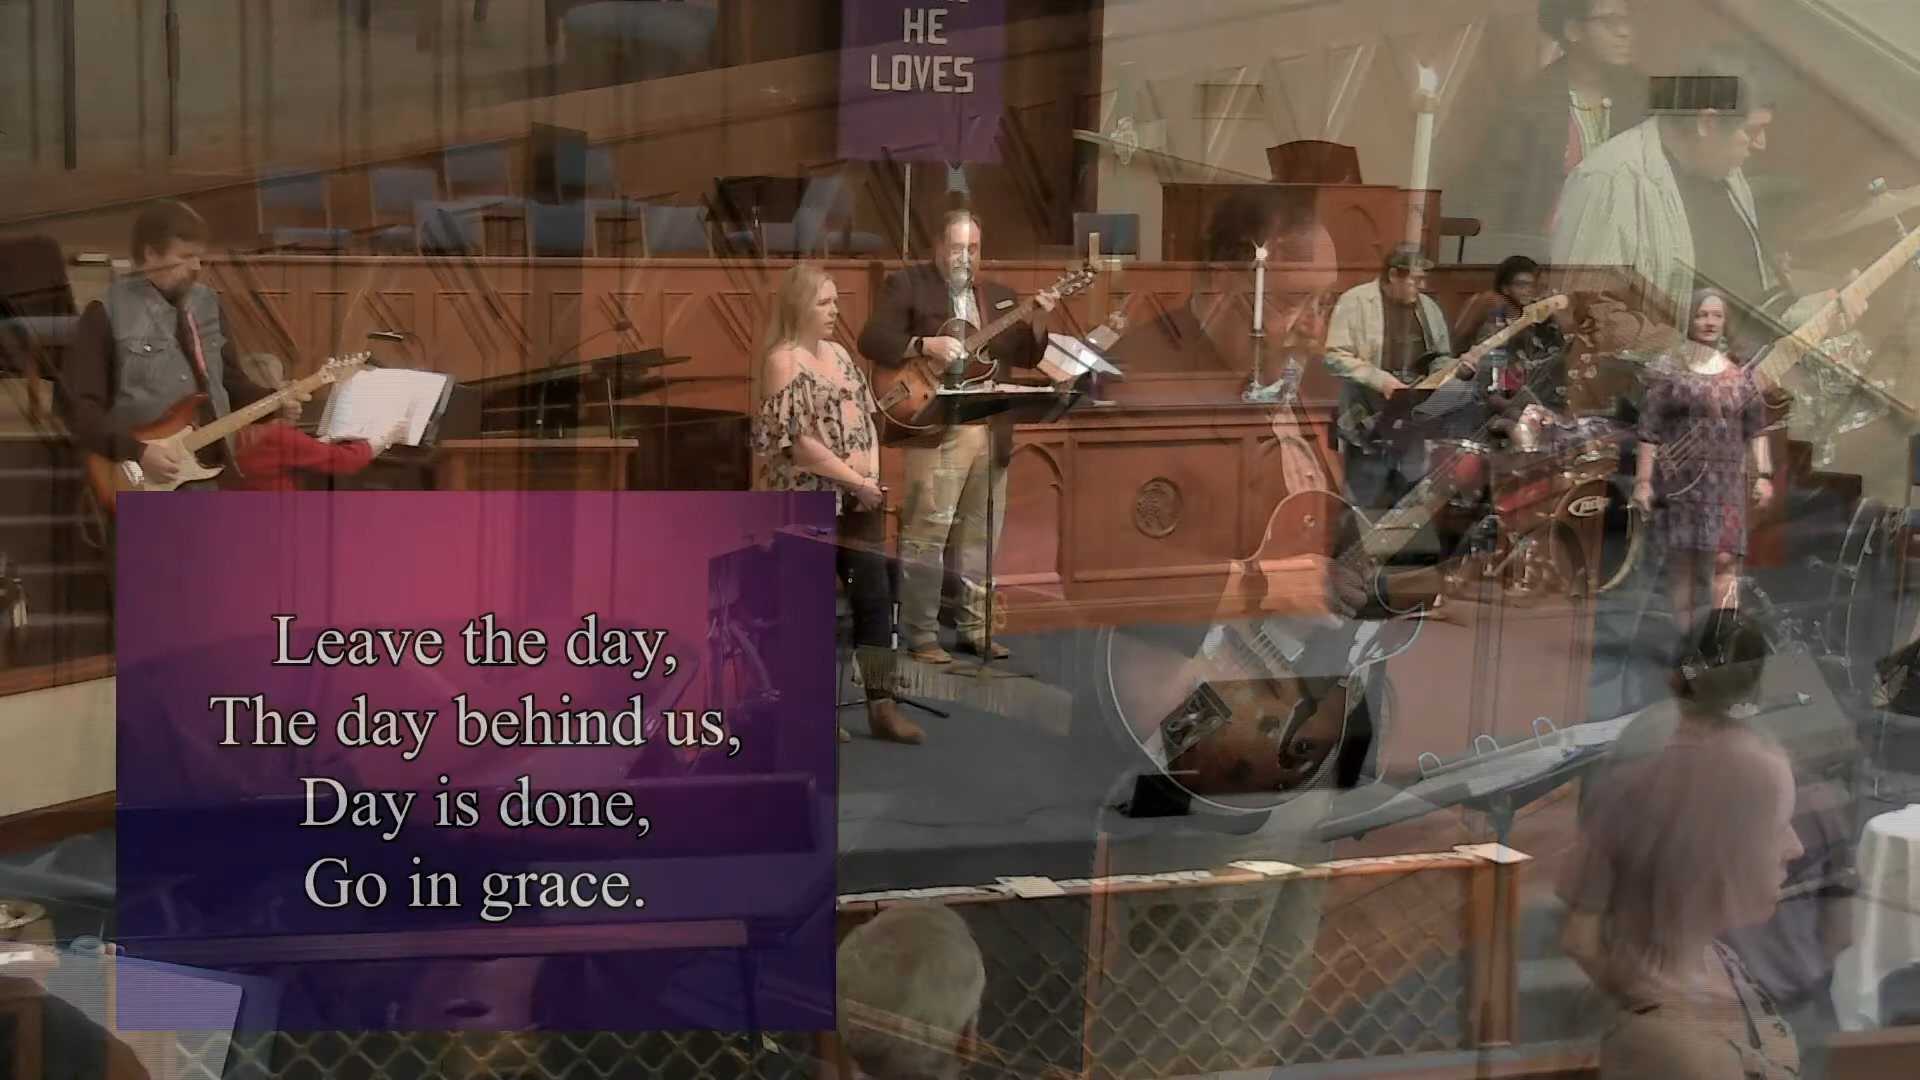 HE
LOVES
Leave the day,
The day behind us,
Day is done,
Go in grace.